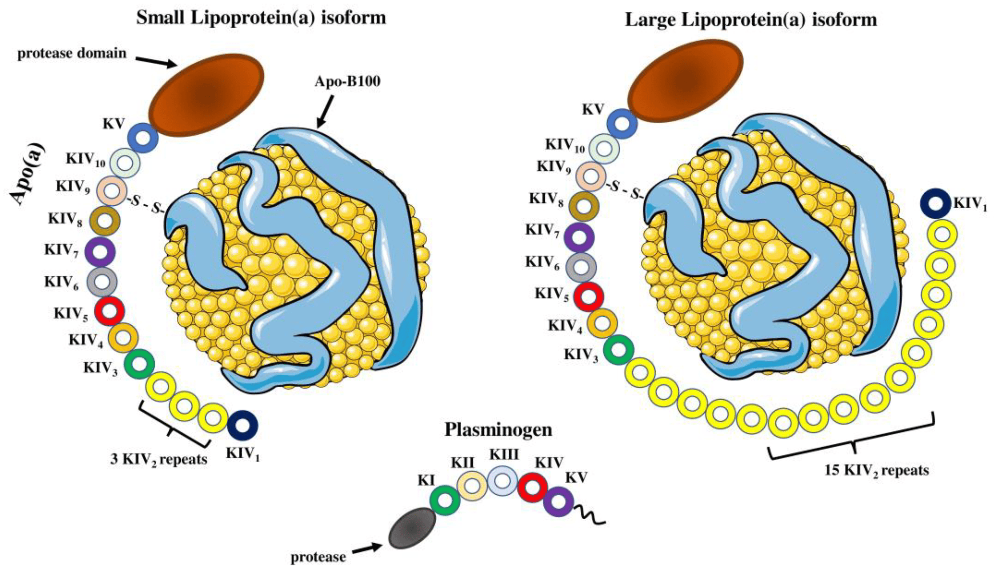 Small Lipoprotein(a) isoform
protease domain
Apo-B100
Apo(a)
KV
KIV10
KIV9
-S - S-
KIV8
KIV7
KIV6
KIV5
KIV4
KIV3
3 KIV2 repeats
KIV1
Large Lipoprotein(a) isoform
KV
KIV10
KIV9
-S - S-
KIV8
KIV7
KIV6
KIV5
KIV4
KIV3
KIV1
15 KIV2 repeats
Plasminogen
KI
KII
KIII
KIV
KV
protease